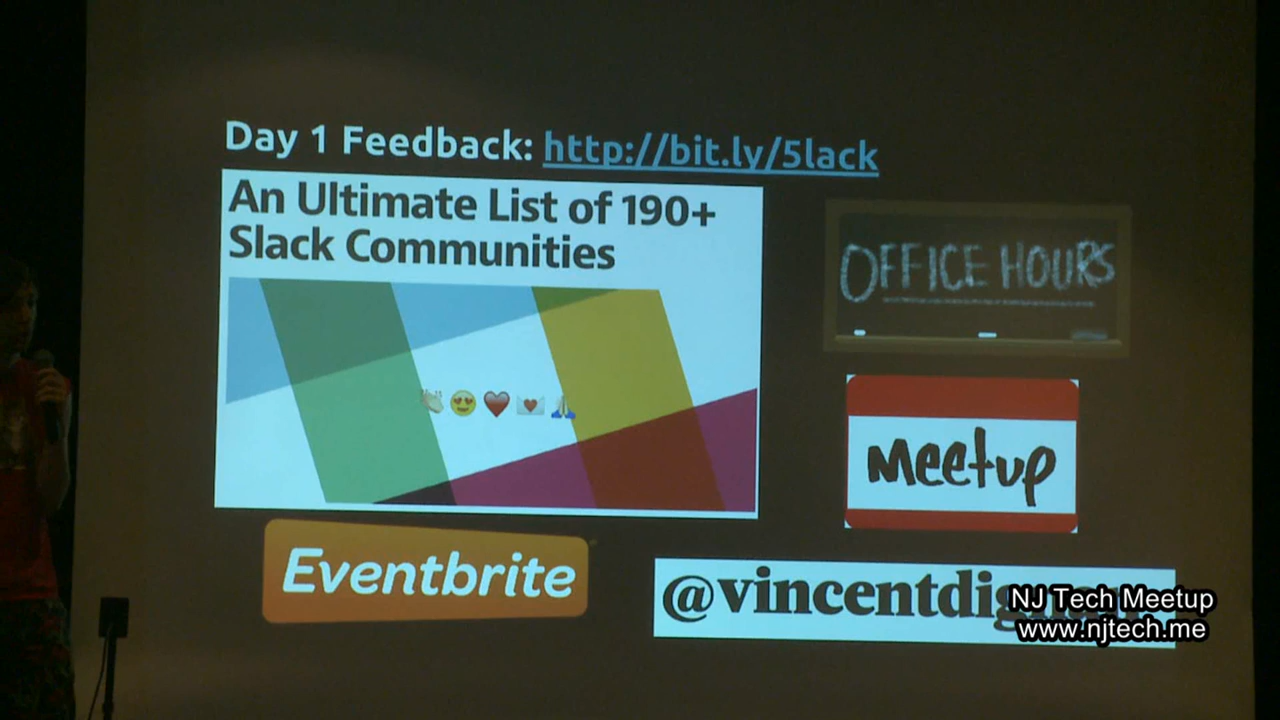 Day 1 Feedback: http://bit.ly/5lack
An Ultimate List of 190+
Slack Communities
OFFICE HOURS
meetup
Eventbrite
NJ Tech Meetup
www.njtech.me